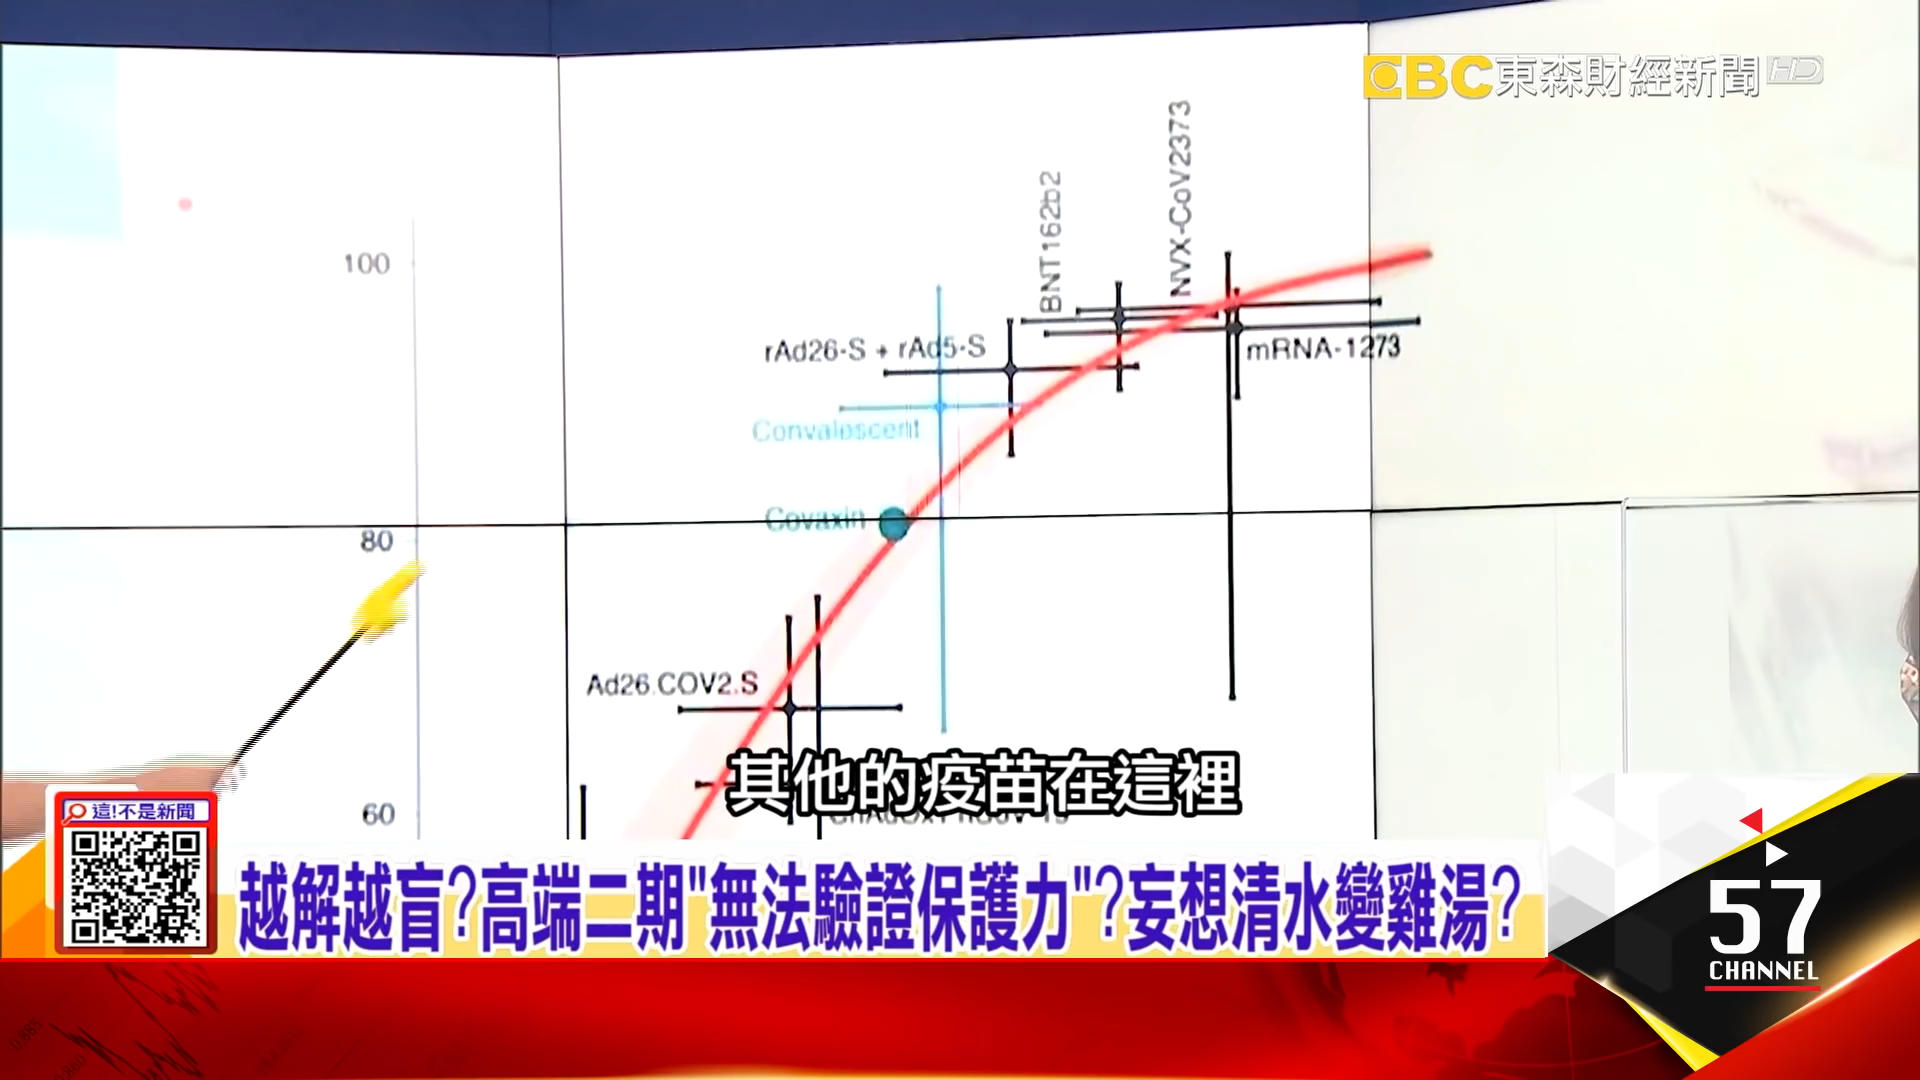 EBC東森財經新聞HD
NVX-CoV2373
BNT162b2
100
rAd26-S + rAd5-S
mRNA-1273
Convalescent
Covaxin
80
Ad26.COV2.S
其他的疫苗在這裡
60
這!不是新聞
越解越盲?高端二期"無法驗證保護力"?妄想清水變雞湯?
57
CHANNEL